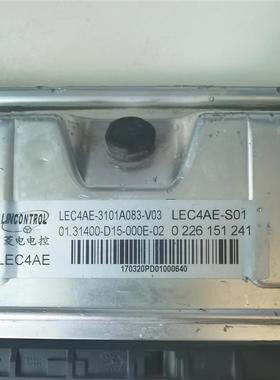 LINCONTROL
菱电电控
LEC4AE
LEC4AE-3101A083-V03 LEC4AE-S01
01.31400-D15-000E-02 0 226 151 241
170320PD01000640